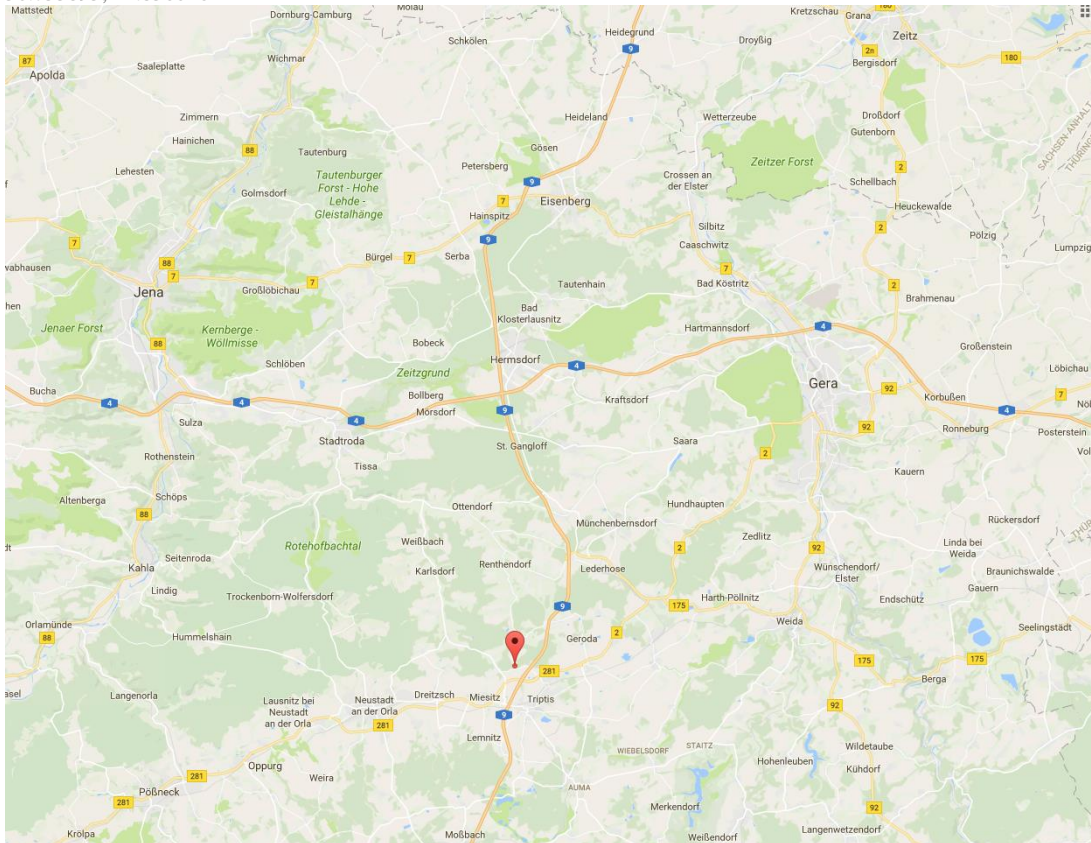 Mattstedt
Dornburg-Camburg
Molau
Heidegrund
Kretzschau
180
Grana
Zeitz
Schkölen
Droyßig
2n
180
9
Bergisdorf
87
Apolda
Saaleplatte
Wichmar
Zimmern
Heideland
Wetterzeube
Droßdorf
Gutenborn
Hainichen
88
Tautenburg
Gösen
Petersberg
Zeitzer Forst
2
SACHSEN-ANHALT
THÜRINGEN
Lehesten
Golmsdorf
Tautenburger
Forst - Hohe
Lehde -
Gleistalhänge
9
7
Eisenberg
Crossen an
der Elster
Schellbach
Heuckewalde
Hainspitz
9
Silbitz
2
Pölzig
7
Caaschwitz
Lumpzig
Bürgel
7
Serba
88
7
7
Bad Köstritz
2
Jena
Großlöbichau
7
Tautenhain
Brahmenau
Bad
Klosterlausnitz
Jenaer Forst
Kernberge -
Wöllmisse
Hartmannsdorf
4
88
Bobeck
Hermsdorf
Großenstein
Schlöben
Zeitzgrund
4
Löbichau
Bucha
Gera
92
7
4
4
Bollberg
Mörsdorf
9
Kraftsdorf
Korbußen
4
Sulza
4
92
Ronneburg
Posterstein
Stadtroda
St. Gangloff
Saara
2
Rothenstein
Tissa
Kauern
Altenberga
Schöps
88
Ottendorf
Hundhaupten
Münchenbernsdorf
Rückersdorf
Rotehofbachtal
Weißbach
2
Zedlitz
92
Linda bei
Weida
Seitenroda
Kahla
Karlsdorf
Renthendorf
Lederhose
Wünschendorf/
Elster
Braunichswalde
Gauern
Lindig
Trockenborn-Wolfersdorf
9
175
Harth-Pöllnitz
Endschütz
Orlamünde
88
Hummelshain
Geroda
2
Weida
Seelingstädt
281
175
175
Langenorla
Lausnitz bei
Neustadt
an der Orla
Neustadt
an der Orla
281
Dreitzsch
Miesitz
Triptis
Berga
9
92
Lemnitz
WIEBELSDORF
STAITZ
Wildetaube
Hohenleuben
Kühdorf
Oppurg
Weira
281
Pößneck
281
AUMA
Merkendorf
92
Krölpa
Moßbach
Weißendorf
Langenwetzendorf